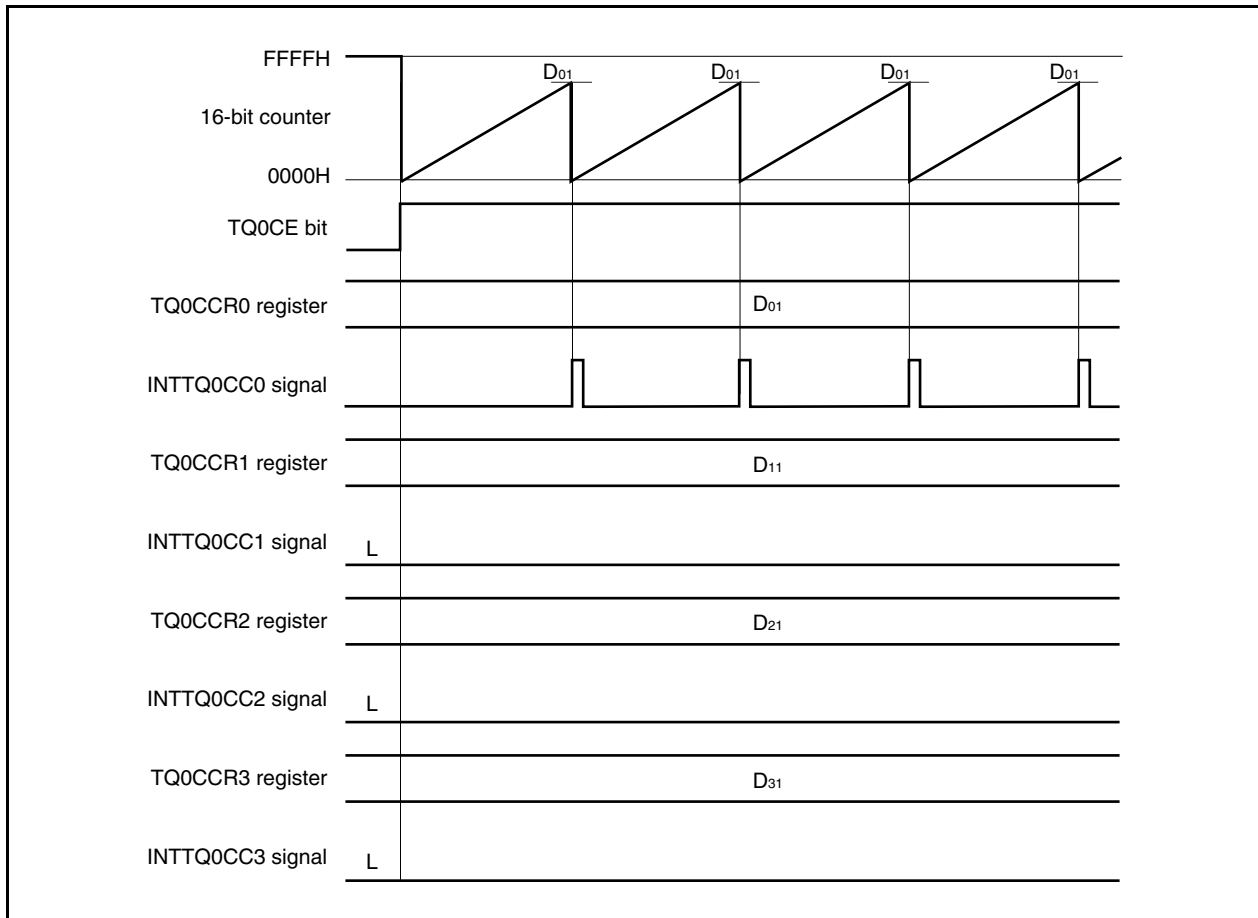 FFFFH
D01 D01 D01 D01
16-bit counter
0000H
TQ0CE bit
TQ0CCR0 register D01
INTTQ0CC0 signal
TQ0CCR1 register D11
INTTQ0CC1 signal L
TQ0CCR2 register D21
INTTQ0CC2 signal L
TQ0CCR3 register D31
INTTQ0CC3 signal L